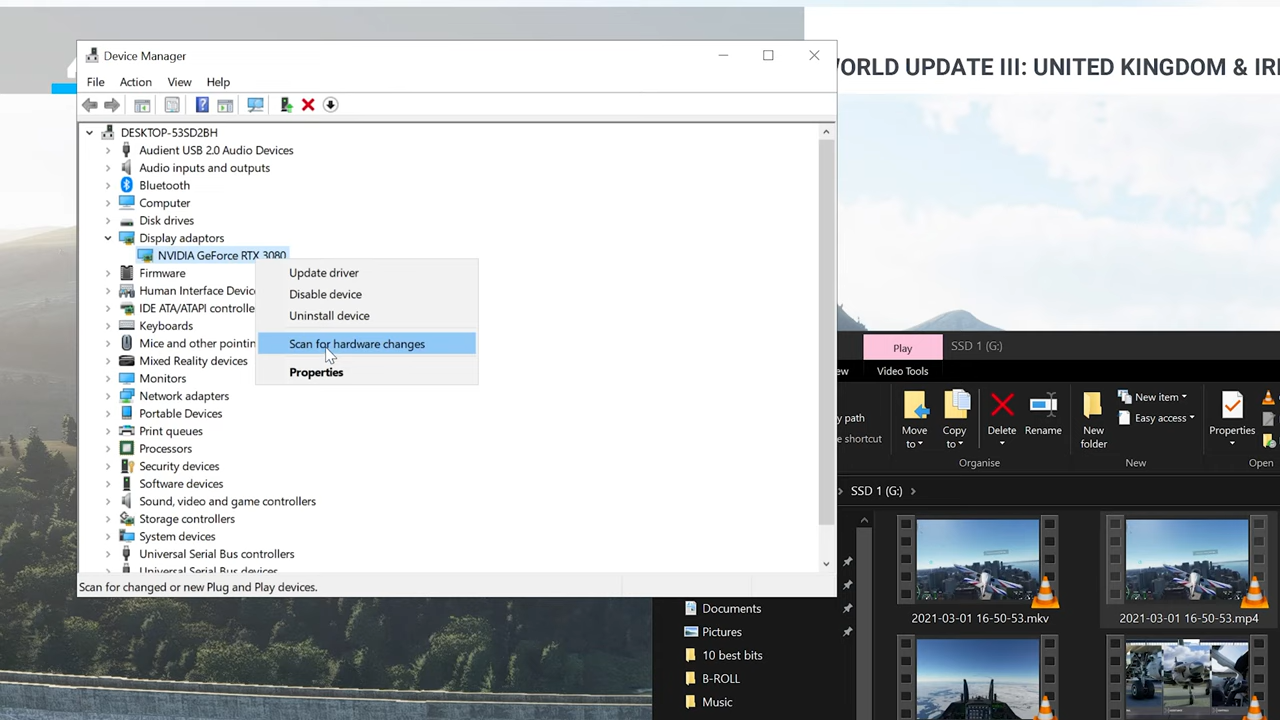 Device Manager
ORLD UPDATE III: UNITED KINGDOM & IRE
File Action View Help
DESKTOP-53SD2BH
Audient USB 2.0 Audio Devices
Audio inputs and outputs
Bluetooth
Computer
Disk drives
Display adaptors
NVIDIA GeForce RTX 3080
Firmware
Human Interface Device
IDE ATA/ATAPI controlle
Keyboards
Mice and other pointin
Mixed Reality devices
Monitors
Network adapters
Portable Devices
Print queues
Processors
Security devices
Software devices
Sound, video and game controllers
Storage controllers
System devices
Universal Serial Bus controllers
Universal Serial Bus devices
Update driver
Disable device
Uninstall device
Scan for hardware changes
Properties
Scan for changed or new Plug and Play devices.
Play
SSD 1 (G:)
ew
Video Tools
y path
e shortcut
Move to
Copy to
Delete
Rename
New folder
New item
Easy access
Properties
Organise
New
Open
SSD 1 (G:)
Documents
Pictures
10 best bits
B-ROLL
Music
2021-03-01 16-50-53.mkv
2021-03-01 16-50-53.mp4